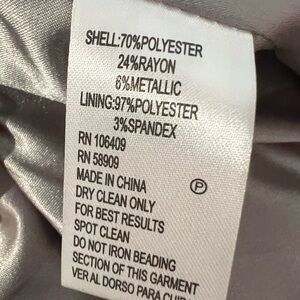 SHELL:70%POLYESTER
24%RAYON
6%METALLIC
LINING:97%POLYESTER
3%SPANDEX
RN 106409
RN 58909
MADE IN CHINA
P
DRY CLEAN ONLY
FOR BEST RESULTS
SPOT CLEAN
DO NOT IRON BEADING
SECTION OF THIS GARMENT
VER AL DORSO PARA